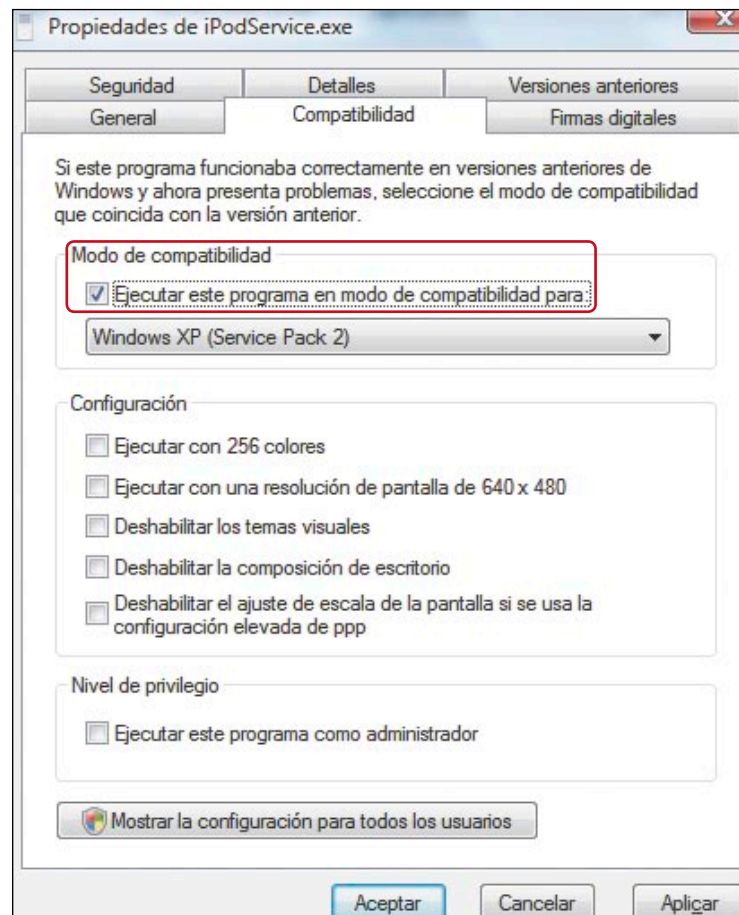 Propiedades de iPodService.exe
Seguridad Detalles Versiones anteriores
General Compatibilidad Firmas digitales
Si este programa funcionaba correctamente en versiones anteriores de
Windows y ahora presenta problemas, seleccione el modo de compatibilidad
que coincida con la versión anterior.
Modo de compatibilidad
Ejecutar este programa en modo de compatibilidad para:
Windows XP (Service Pack 2)
Configuración
Ejecutar con 256 colores
Ejecutar con una resolución de pantalla de 640 x 480
Deshabilitar los temas visuales
Deshabilitar la composición de escritorio
Deshabilitar el ajuste de escala de la pantalla si se usa la
configuración elevada de ppp
Nivel de privilegio
Ejecutar este programa como administrador
Mostrar la configuración para todos los usuarios
Aceptar Cancelar Aplicar